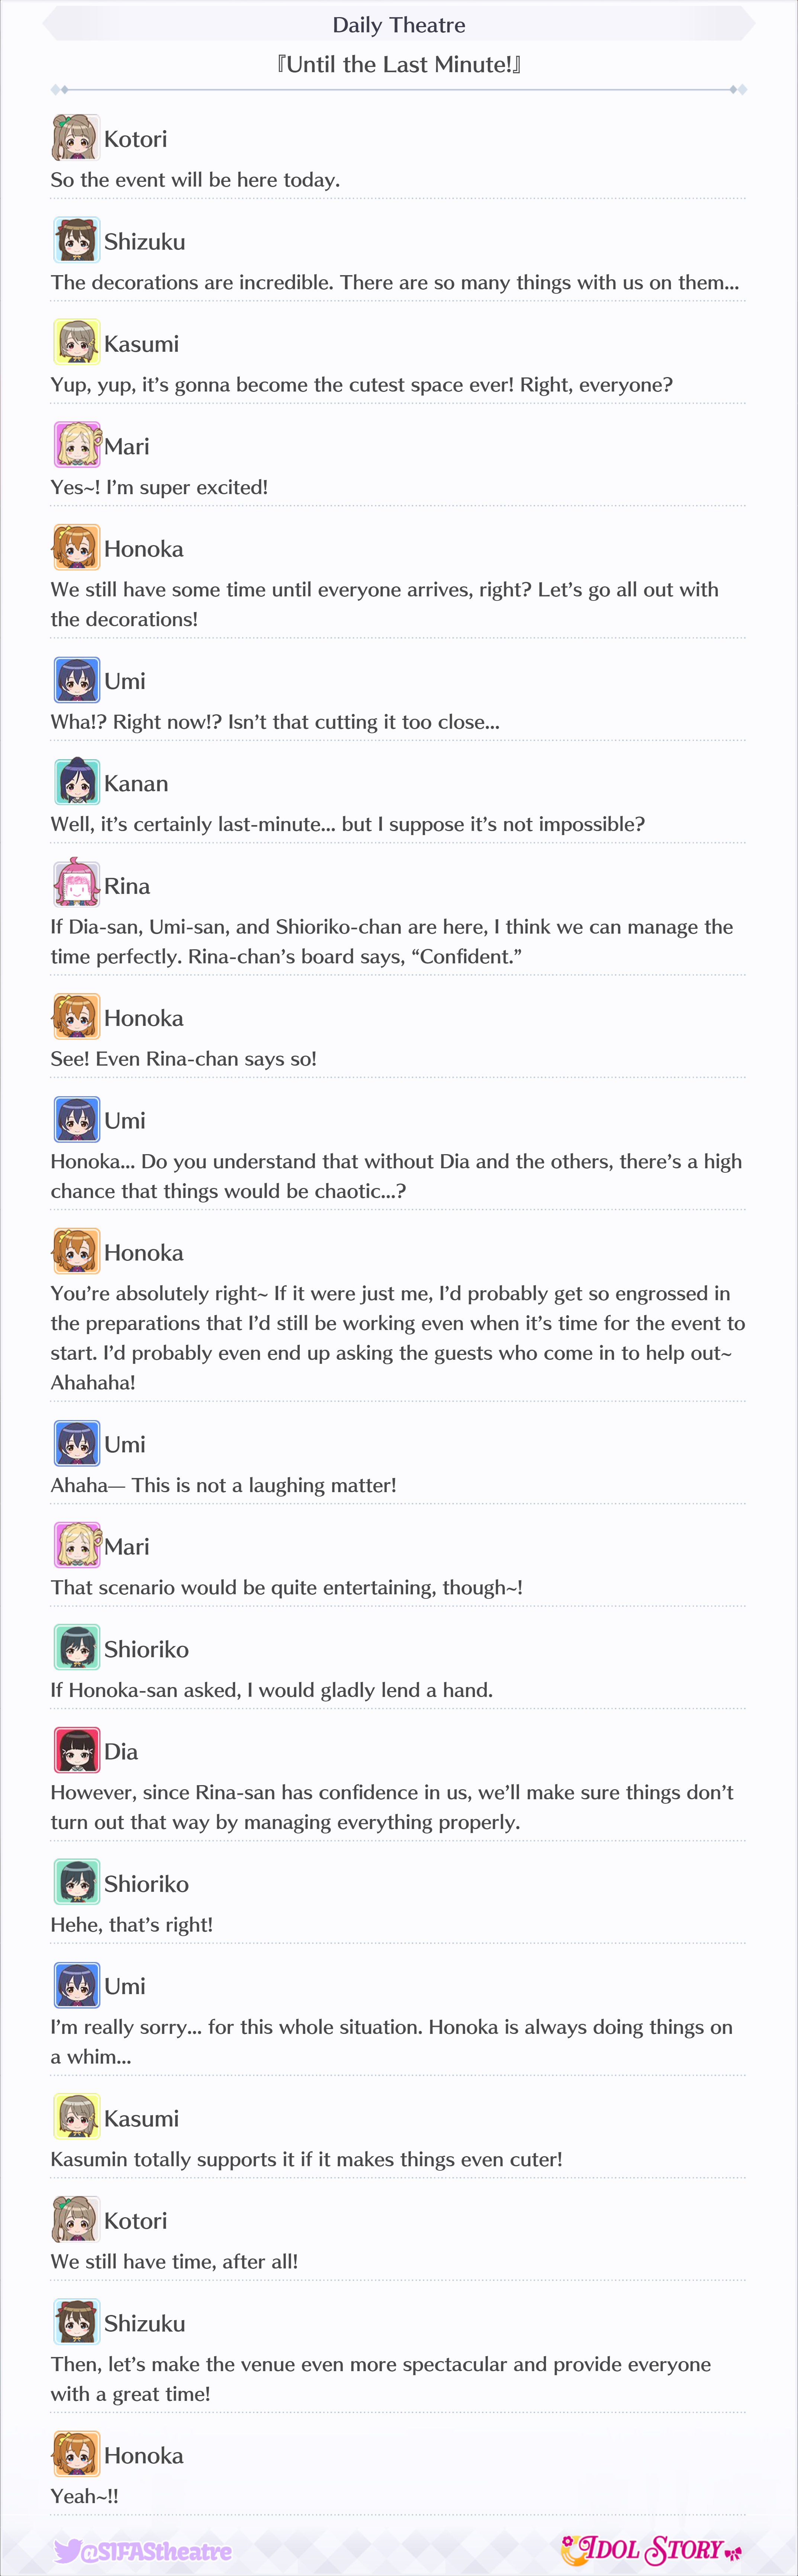 Daily Theatre
『Until the Last Minute!』
Kotori
So the event will be here today.
Shizuku
The decorations are incredible. There are so many things with us on them...
Kasumi
Yup, yup, it's gonna become the cutest space ever! Right, everyone?
Mari
Yes~! I'm super excited!
Honoka
We still have some time until everyone arrives, right? Let's go all out with
the decorations!
Umi
Wha!? Right now!? Isn't that cutting it too close...
Kanan
Well, it's certainly last-minute... but I suppose it's not impossible?
Rina
If Dia-san, Umi-san, and Shioriko-chan are here, I think we can manage the
time perfectly. Rina-chan's board says, “Confident.”
Honoka
See! Even Rina-chan says so!
Umi
Honoka... Do you understand that without Dia and the others, there's a high
chance that things would be chaotic...?
Honoka
You're absolutely right~ If it were just me, I'd probably get so engrossed in
the preparations that I'd still be working even when it's time for the event to
start. I'd probably even end up asking the guests who come in to help out~
Ahahaha!
Umi
Ahaha— This is not a laughing matter!
Mari
That scenario would be quite entertaining, though~!
Shioriko
If Honoka-san asked, I would gladly lend a hand.
Dia
However, since Rina-san has confidence in us, we'll make sure things don't
turn out that way by managing everything properly.
Shioriko
Hehe, that's right!
Umi
I'm really sorry... for this whole situation. Honoka is always doing things on
a whim...
Kasumi
Kasumin totally supports it if it makes things even cuter!
Kotori
We still have time, after all!
Shizuku
Then, let's make the venue even more spectacular and provide everyone
with a great time!
Honoka
Yeah~!!
@SIFAStheatre
IDOL STORY